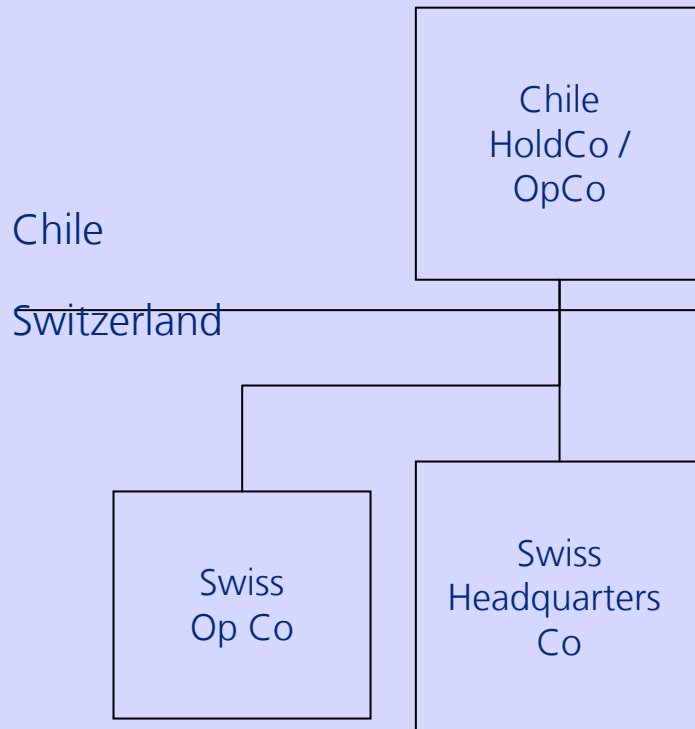 Chile
HoldCo /
OpCo
Chile
Switzerland
Swiss
Op Co
Swiss
Headquarters
Co